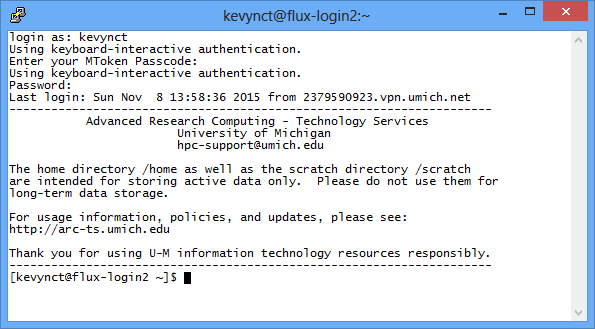 kevynct@flux-login2:~
login as: kevynct
Using keyboard-interactive authentication.
Enter your MToken Passcode:
Using keyboard-interactive authentication.
Password:
Last login: Sun Nov  8 13:58:36 2015 from 2379590923.vpn.umich.net
--------------------------------------------------------------------
Advanced Research Computing - Technology Services
University of Michigan
hpc-support@umich.edu
The home directory /home as well as the scratch directory /scratch
are intended for storing active data only.  Please do not use them for
long-term data storage.
For usage information, policies, and updates, please see:
http://arc-ts.umich.edu
Thank you for using U-M information technology resources responsibly.
--------------------------------------------------------------------
[kevynct@flux-login2 ~]$